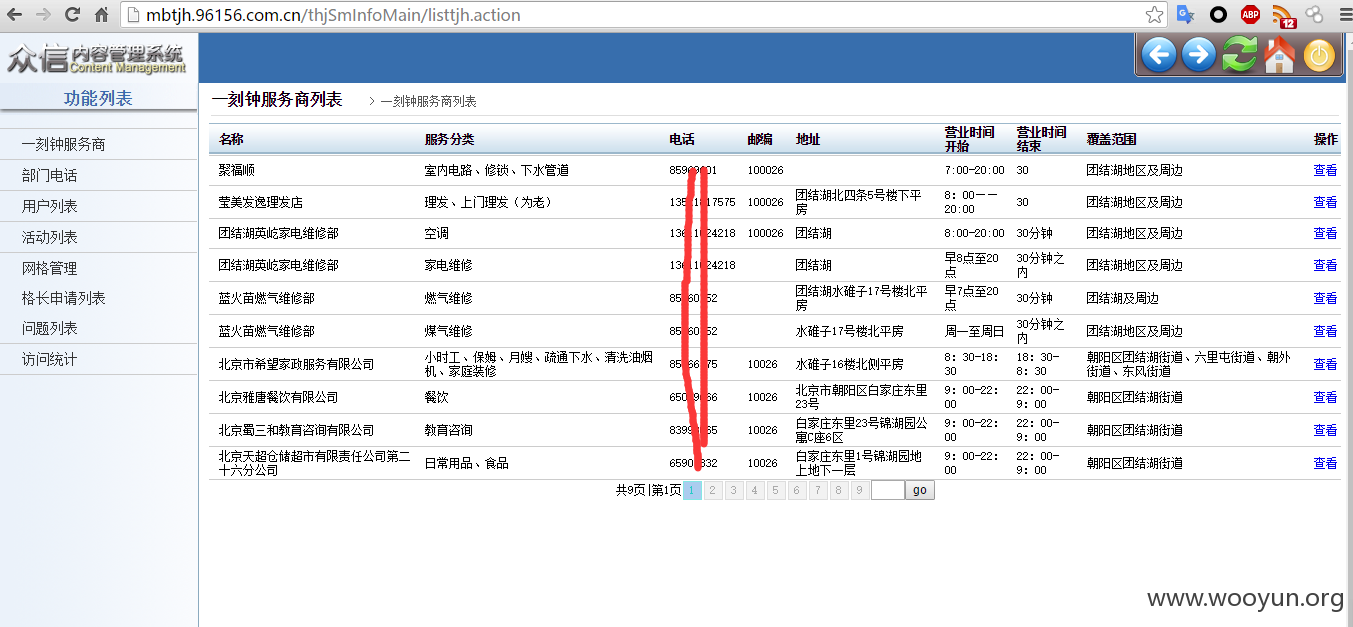 mbtjh.96156.com.cn/thjSmInfoMain/listtjh.action
ABP
12
众信内容管理系统
Content Management
功能列表
一刻钟服务商
部门电话
用户列表
活动列表
网格管理
格长申请列表
问题列表
访问统计
一刻钟服务商列表 > 一刻钟服务商列表
名称 服务分类 电话 邮编 地址 营业时间开始 营业时间结束 覆盖范围 操作
聚福顺 室内电路、修锁、下水管道 100026 7:00-20:00 30 团结湖地区及周边 查看
莹美发逸理发店 理发、上门理发（为老） 100026 团结湖北四条5号楼下平房 8：00——20:00 30 团结湖地区及周边 查看
团结湖英屹家电维修部 空调 100026 团结湖 8:00-20:00 30分钟 团结湖地区及周边 查看
团结湖英屹家电维修部 家电维修 团结湖 早8点至20点 30分钟之内 团结湖地区及周边 查看
蓝火苗燃气维修部 燃气维修 团结湖水碓子17号楼北平房 早7点至20点 30分钟 团结湖及周边 查看
蓝火苗燃气维修部 煤气维修 水碓子17号楼北平房 周一至周日 30分钟之内 团结湖地区及周边 查看
北京市希望家政服务有限公司 小时工、保姆、月嫂、疏通下水、清洗油烟机、家庭装修 10026 水碓子16楼北侧平房 8：30-18：30 18：30-8：30 朝阳区团结湖街道、六里屯街道、朝外街道、东风街道 查看
北京雅唐餐饮有限公司 餐饮 10026 北京市朝阳区白家庄东里23号 9：00-22：00 22：00-9：00 朝阳区团结湖街道 查看
北京蜀三和教育咨询有限公司 教育咨询 10026 白家庄东里23号锦湖园公寓C座6区 9：00-22：00 22：00-9：00 朝阳区团结湖街道 查看
北京天超仓储超市有限责任公司第二十六分公司 日常用品、食品 10026 白家庄东里1号锦湖园地上地下一层 9：00-22：00 22：00-9：00 朝阳区团结湖街道 查看
共9页|第1页 1 2 3 4 5 6 7 8 9 go
www.wooyun.org